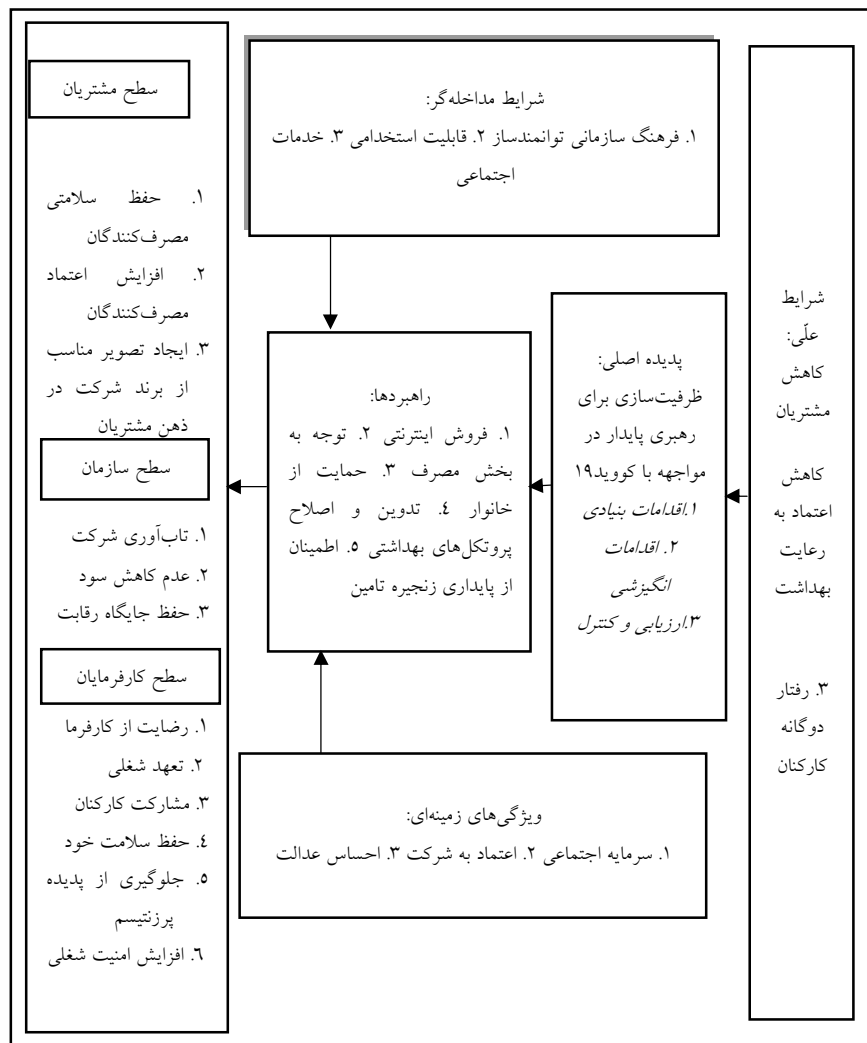 شرایط
علّی:
کاهش
مشتریان
کاهش
اعتماد به
رعایت
بهداشت
۳. رفتار
دوگانه
کارکنان
شرایط مداخله‌گر:
۱. فرهنگ سازمانی توانمندساز ۲. قابلیت استخدامی ۳. خدمات
اجتماعی
پدیده اصلی:
ظرفیت‌سازی برای
رهبری پایدار در
مواجهه با کووید۱۹
۱.اقدامات بنیادی
۲. اقدامات
انگیزشی
۳.ارزیابی و کنترل
راهبردها:
۱. فروش اینترنتی ۲. توجه به
بخش مصرف ۳. حمایت از
خانوار ٤. تدوین و اصلاح
پروتکل‌های بهداشتی ٥. اطمینان
از پایداری زنجیره تامین
ویژگی‌های زمینه‌ای:
۱. سرمایه اجتماعی ۲. اعتماد به شرکت ۳. احساس عدالت
سطح مشتریان
۱. حفظ سلامتی
مصرف‌کنندگان
۲. افزایش اعتماد
مصرف‌کنندگان
۳. ایجاد تصویر مناسب
از برند شرکت در
ذهن مشتریان
سطح سازمان
۱. تاب‌آوری شرکت
۲. عدم کاهش سود
۳. حفظ جایگاه رقابت
سطح کارفرمایان
۱. رضایت از کارفرما
۲. تعهد شغلی
۳. مشارکت کارکنان
٤. حفظ سلامت خود
٥. جلوگیری از پدیده
پرزنتیسم
٦. افزایش امنیت شغلی